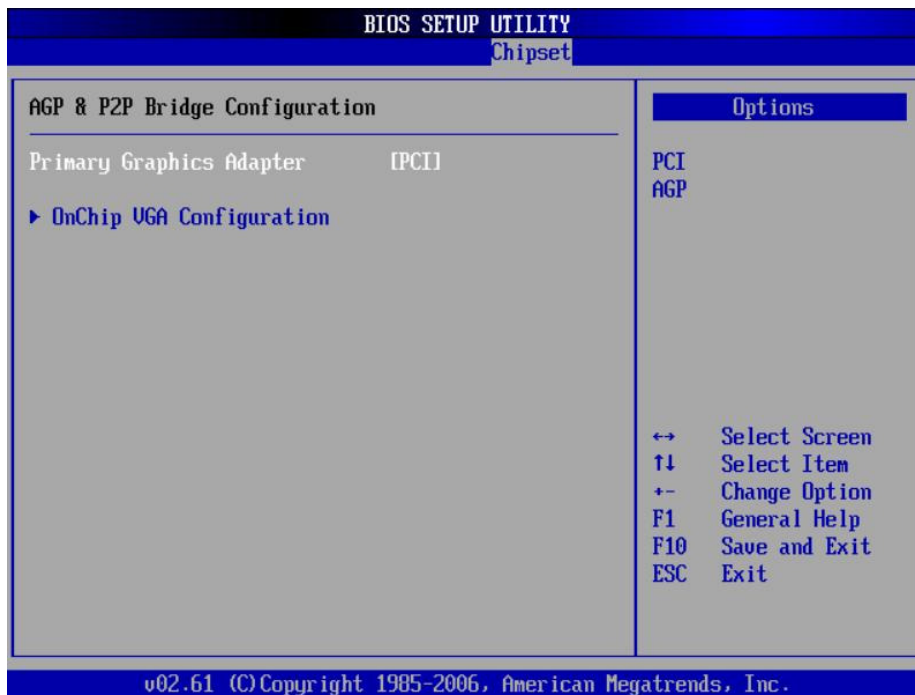 BIOS SETUP UTILITY
Chipset
AGP & P2P Bridge Configuration
Primary Graphics Adapter [PCI]
▶ OnChip VGA Configuration
Options
PCI
AGP
←→ Select Screen
↑↓ Select Item
+- Change Option
F1 General Help
F10 Save and Exit
ESC Exit
v02.61 (C)Copyright 1985-2006, American Megatrends, Inc.